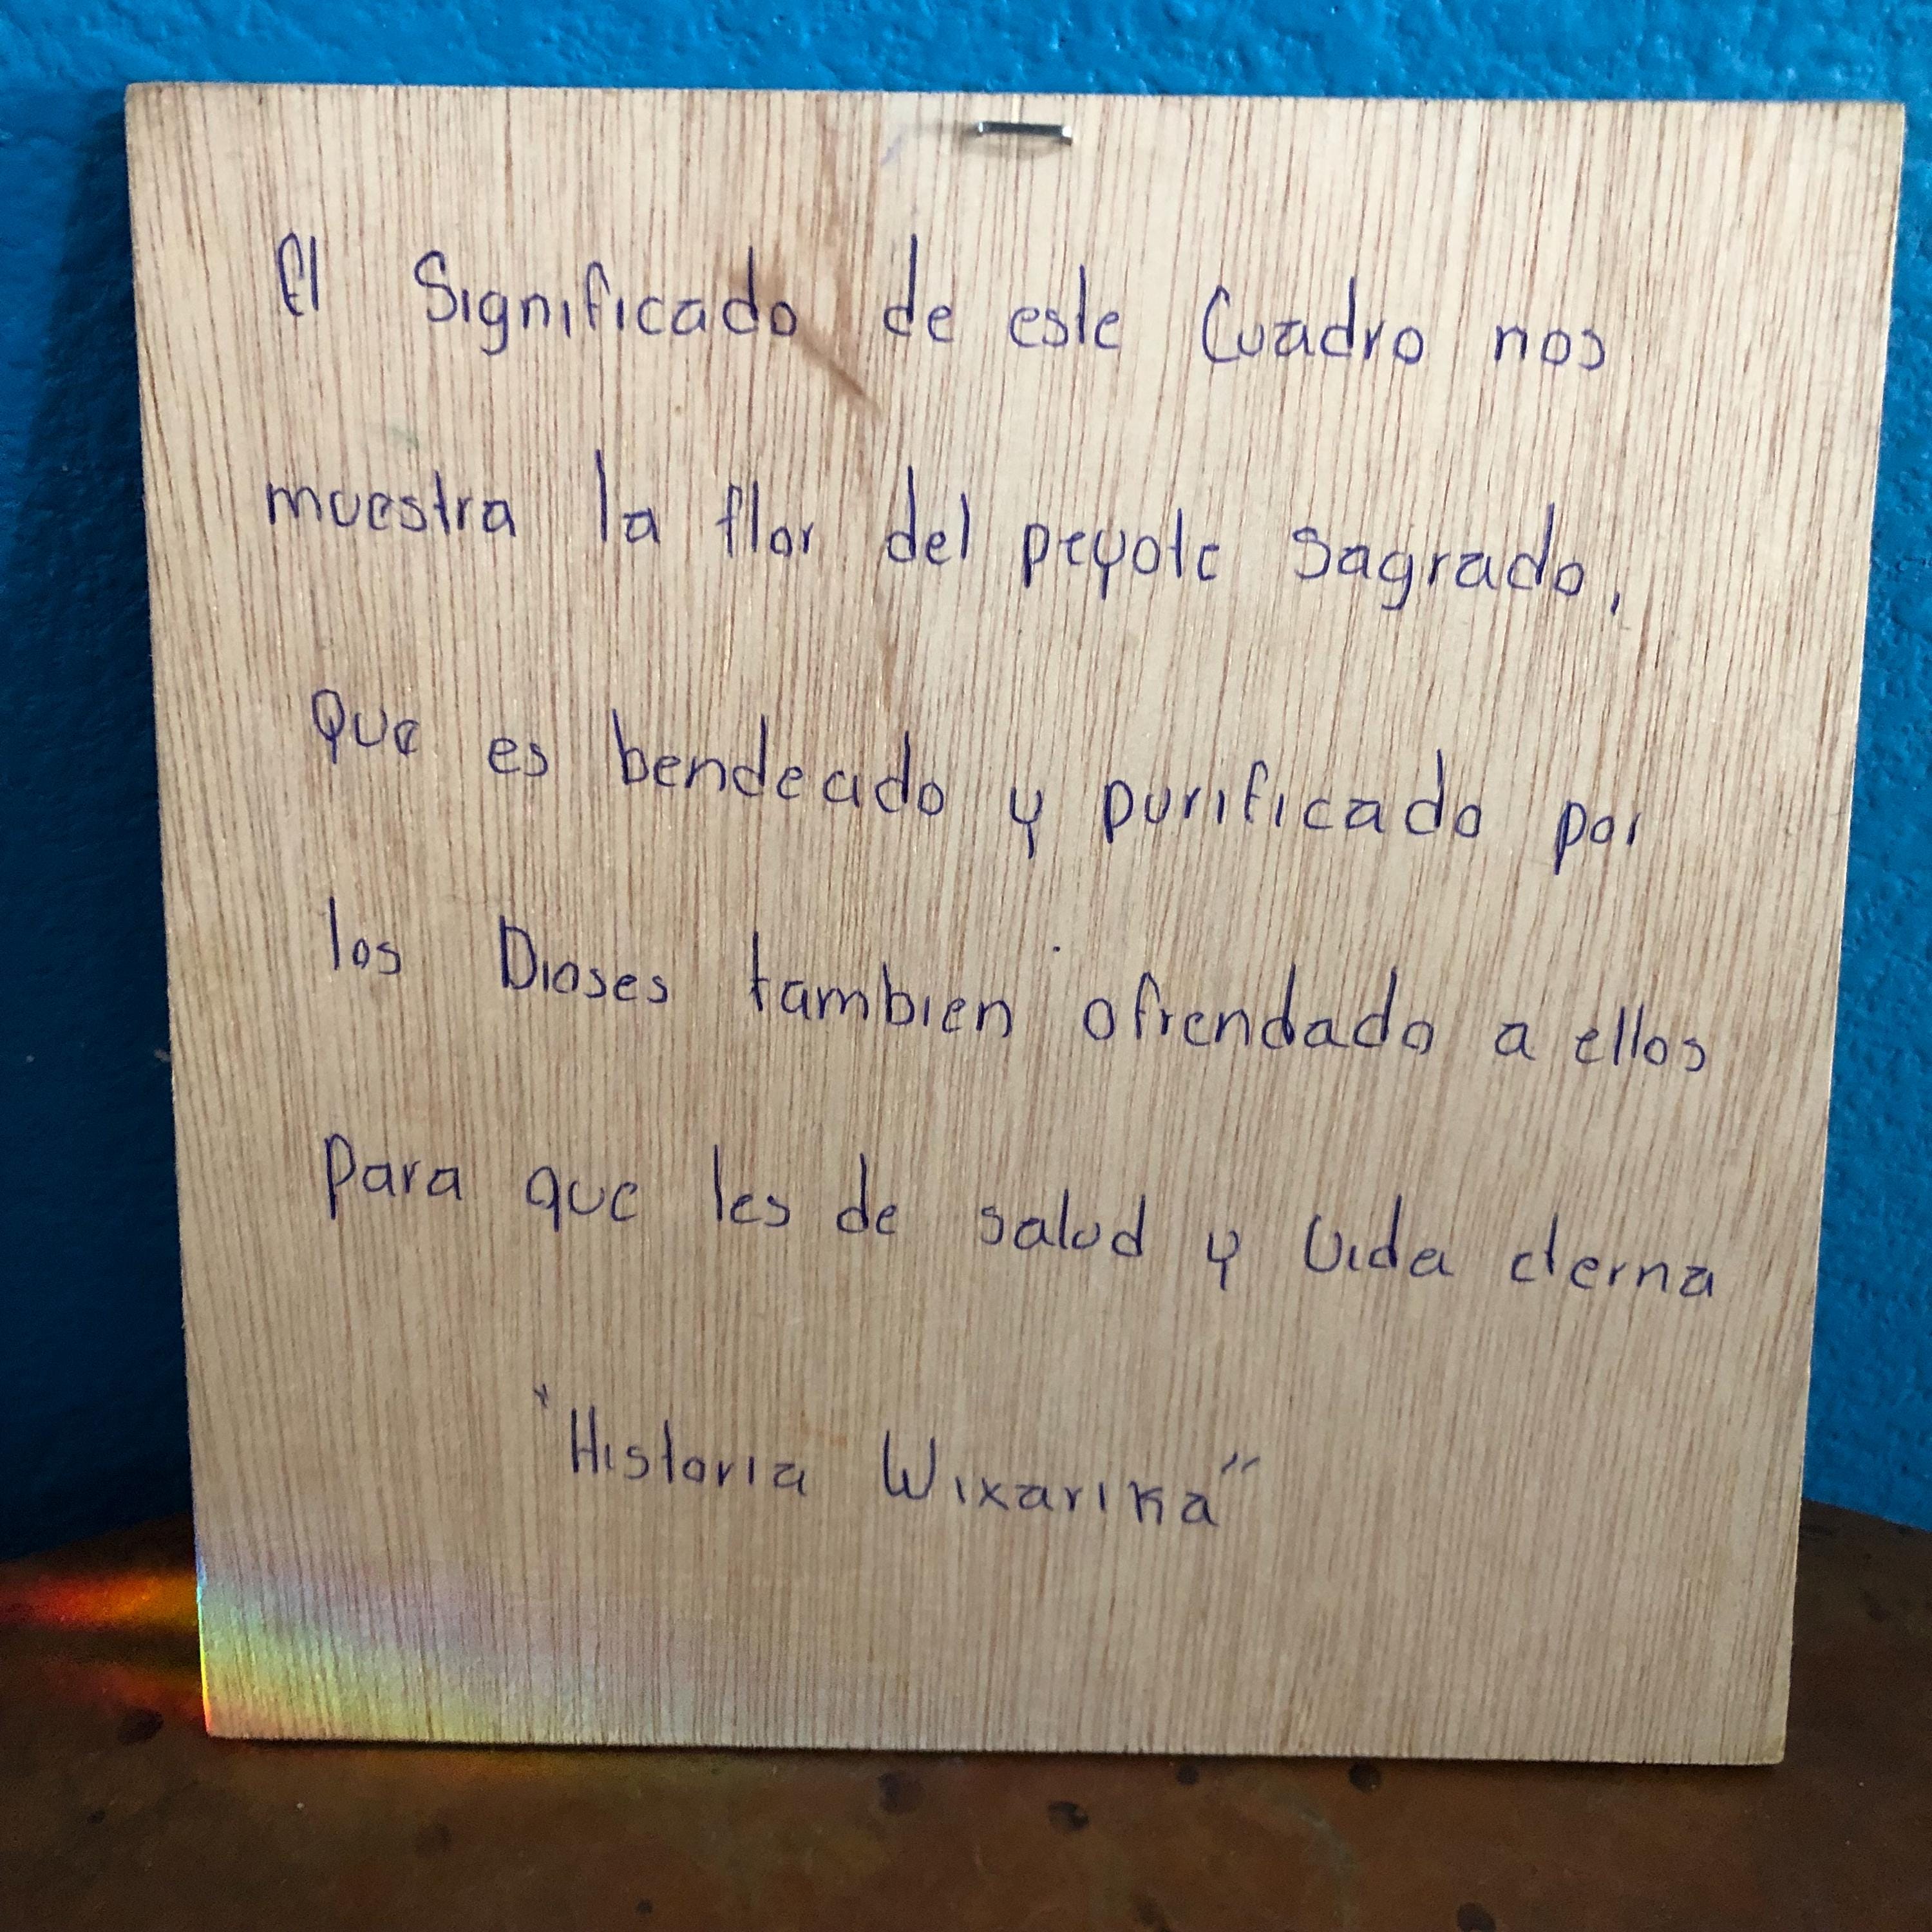 El Significado de este Cuadro nos
muestra la flor del peyote sagrado,
Que es bendecido y purificado por
los Dioses tambien ofrendado a ellos
Para que les de salud y Vida eterna
"Historia Wixarika"